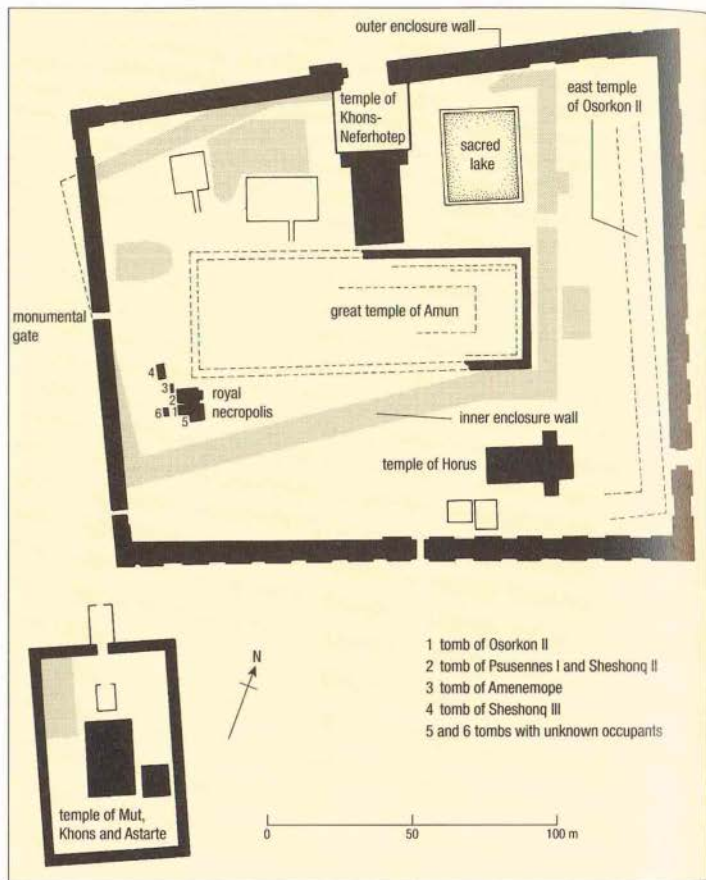 outer enclosure wall
temple of
Khons-
Neferhotep
sacred
lake
east temple
of Osorkon II
monumental
gate
great temple of Amun
4
3
2
6
1
5
royal
necropolis
inner enclosure wall
temple of Horus
N
1 tomb of Osorkon II
2 tomb of Psusennes I and Sheshonq II
3 tomb of Amenemope
4 tomb of Sheshonq III
5 and 6 tombs with unknown occupants
temple of Mut,
Khons and Astarte
0 50 100 m